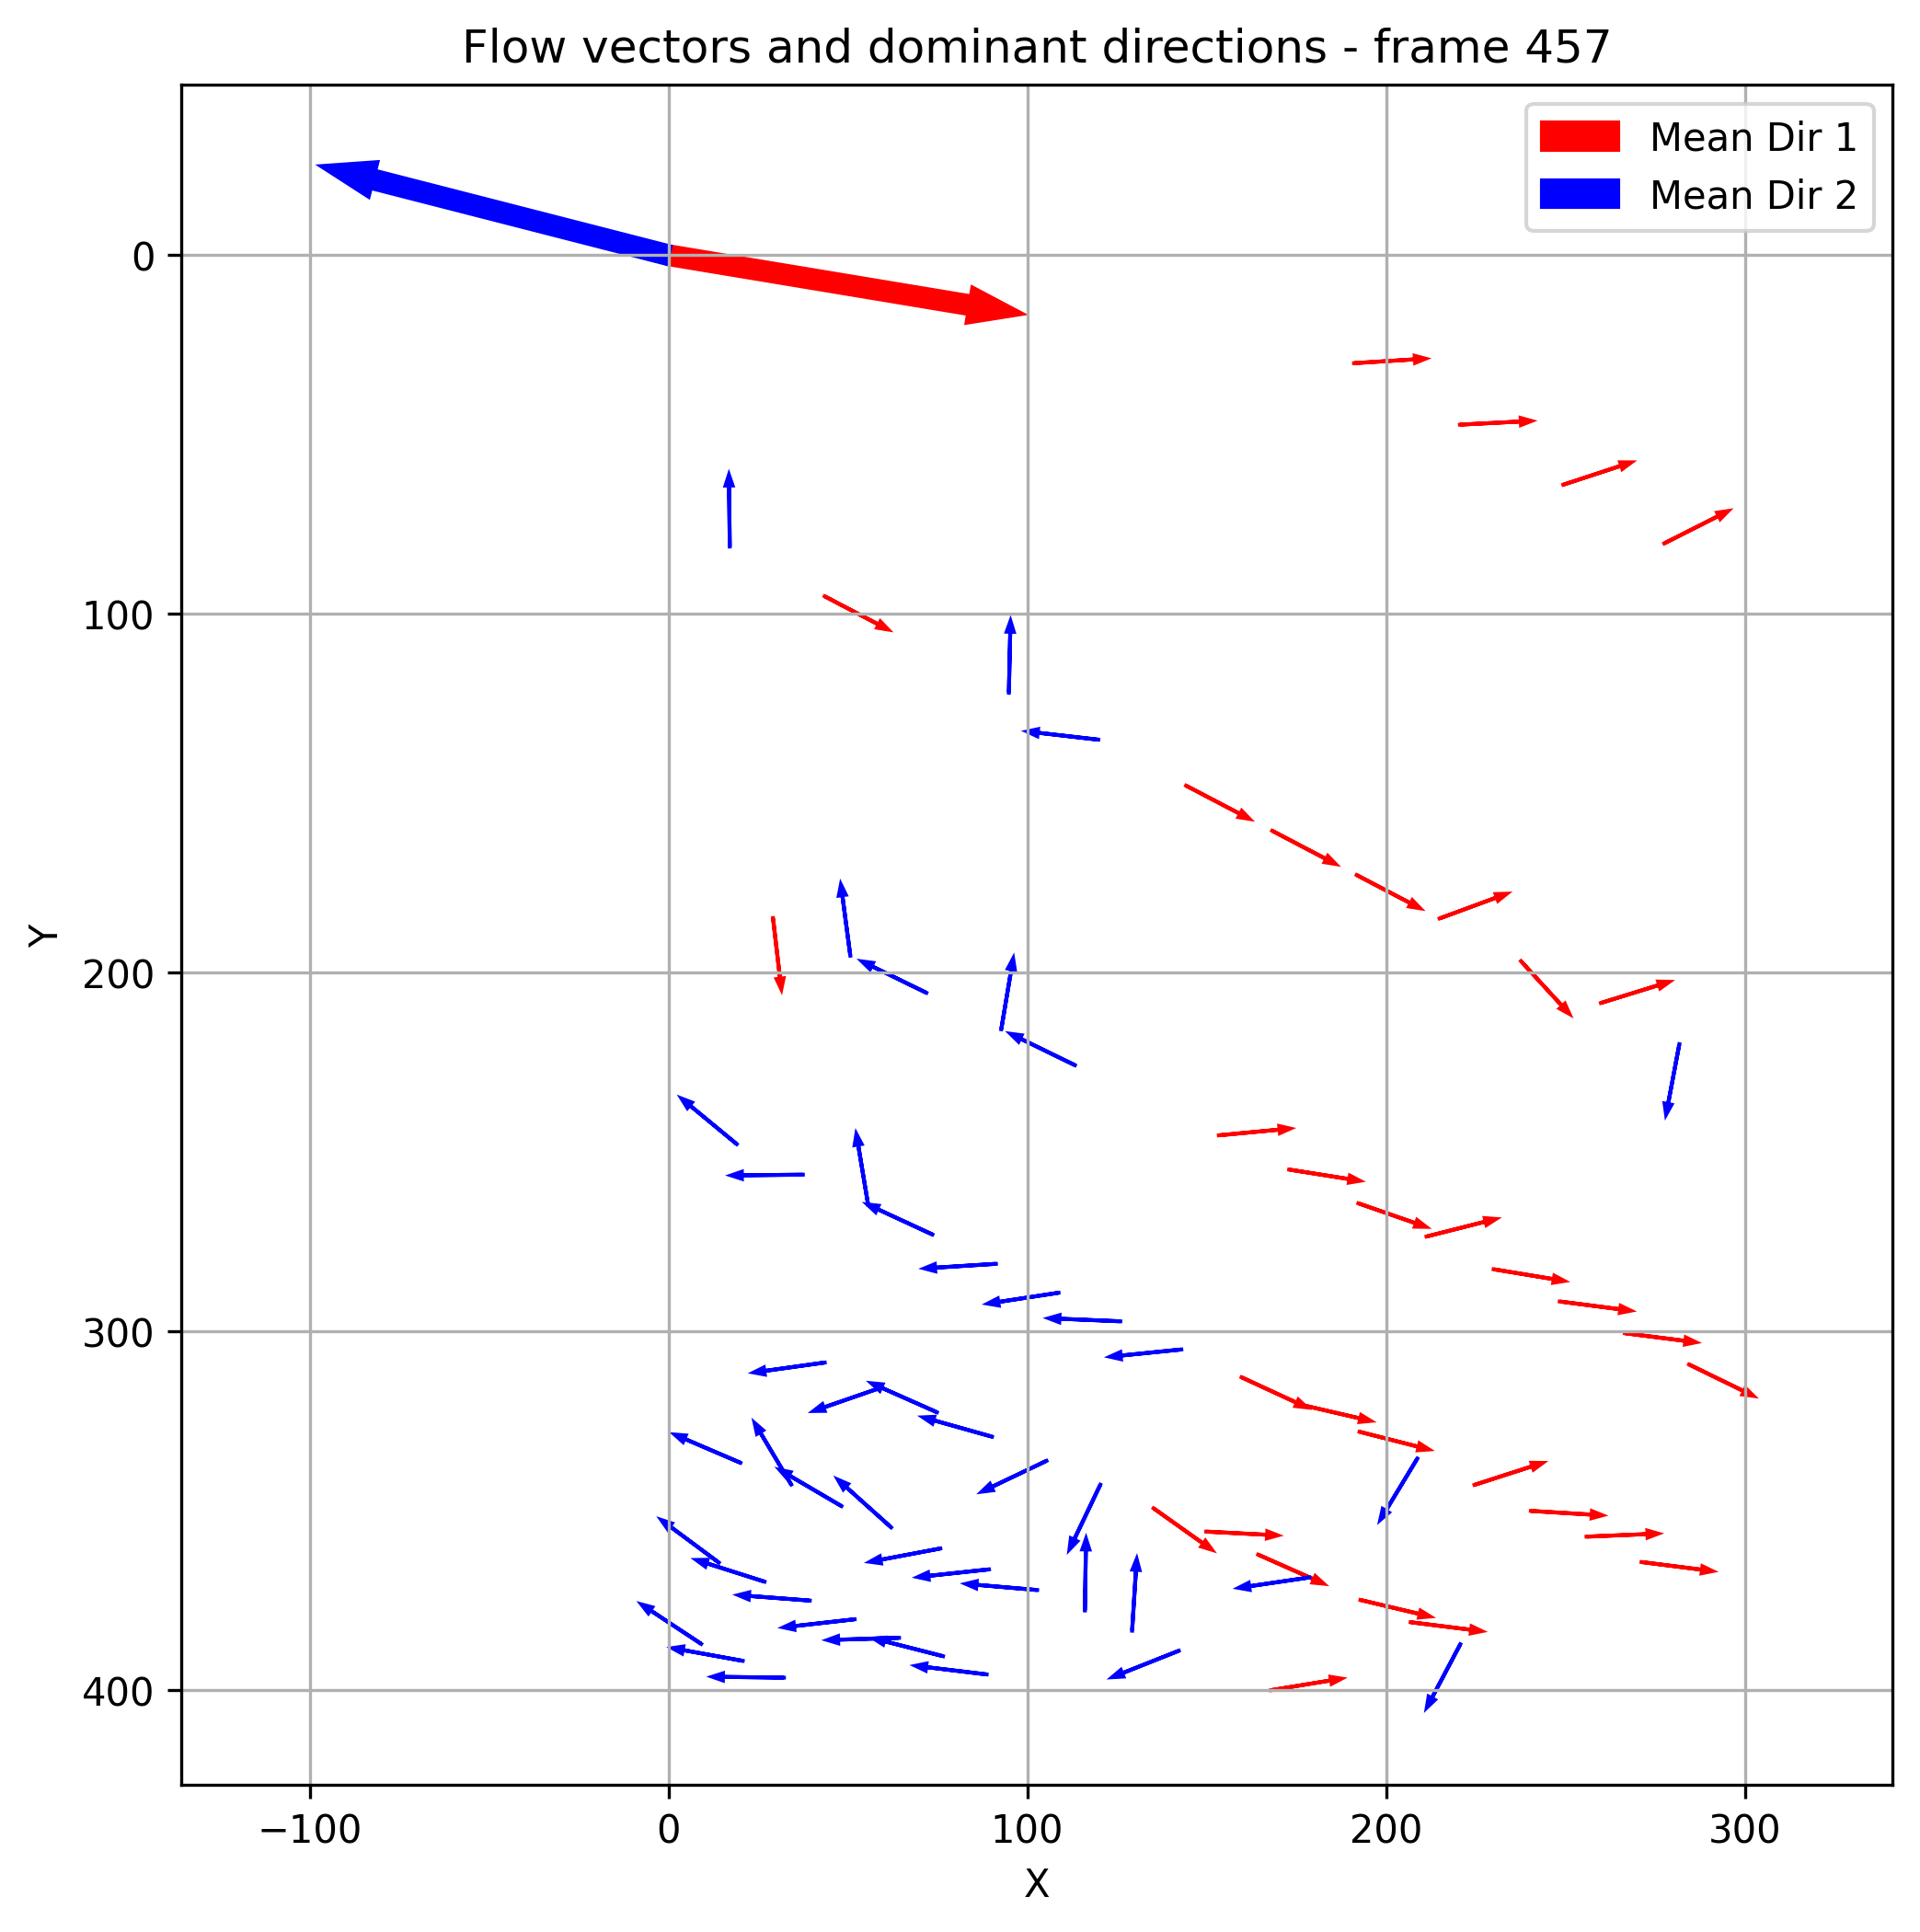 Flow vectors and dominant directions - frame 457
Mean Dir 1
Mean Dir 2
0
100
200
300
400
Y
−100
0
100
200
300
X